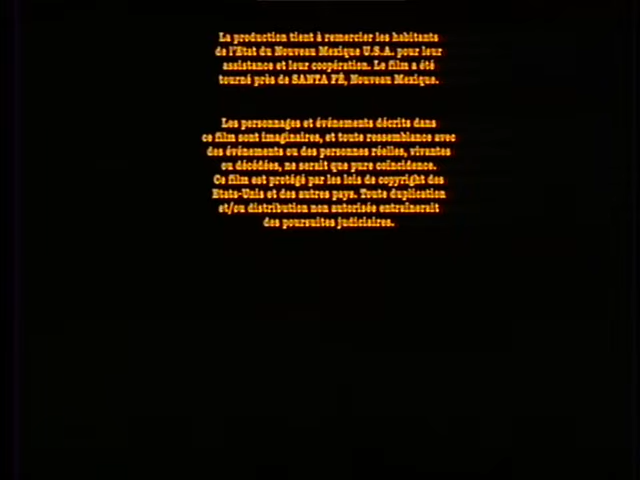 La production tient à remercier les habitants
de l'Etat du Nouveau Mexique U.S.A. pour leur
assistance et leur coopération. Le film a été
tourné près de SANTA FÉ, Nouveau Mexique.
Les personnages et événements décrits dans
ce film sont imaginaires, et toute ressemblance avec
des événements ou des personnes réelles, vivantes
ou décédées, ne serait que pure coïncidence.
Ce film est protégé par les lois de copyright des
Etats-Unis et des autres pays. Toute duplication
et/ou distribution non autorisée entraînerait
des poursuites judiciaires.